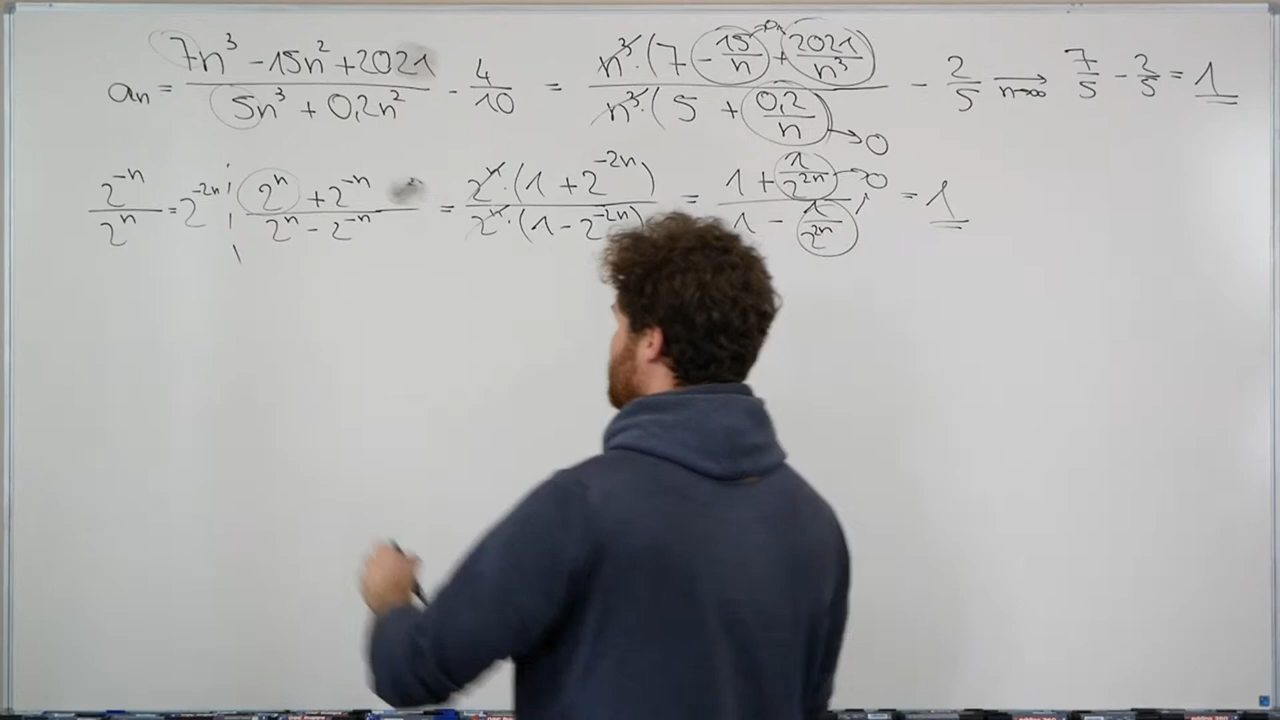 aₙ = (7n³ - 15n² + 2021)/(5n³ + 0,2n²) - 4/10 = (n³·(7 - 15/n + 2021/n³))/(n³·(5 + 0,2/n)) - 2/5 →(n→∞) 7/5 - 2/5 = 1
→0
2⁻ⁿ/2ⁿ = 2⁻²ⁿ ¦ (2ⁿ + 2⁻ⁿ)/(2ⁿ - 2⁻ⁿ) = (2ⁿ·(1 + 2⁻²ⁿ))/(2ⁿ·(1 - 2⁻²ⁿ)) = (1 + 1/2²ⁿ →0)/(1 - 1/2²ⁿ) = 1